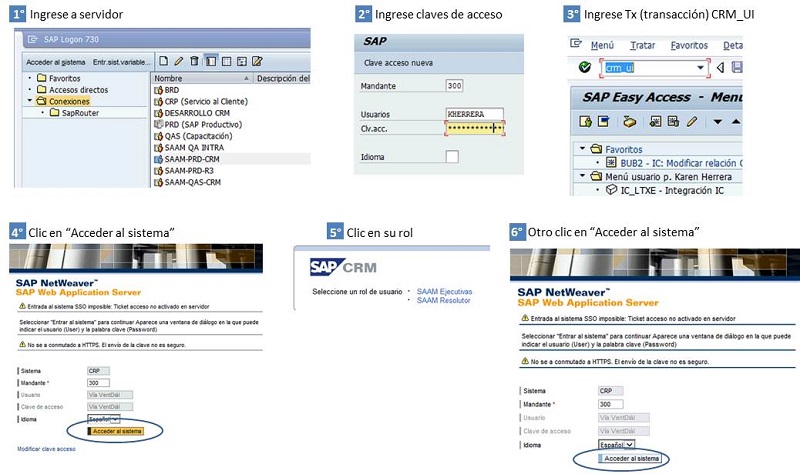 1° Ingrese a servidor
SAP Logon 730
Acceder al sistema Entr.sist.variable...
Favoritos
Accesos directos
Conexiones
SapRouter
Nombre Descripción del
BRD
CRP (Servicio al Cliente)
DESARROLLO CRM
PRD (SAP Productivo)
QAS (Capacitación)
SAAM QA INTRA
SAAM-PRD-CRM
SAAM-PRD-R3
SAAM-QAS-CRM
2° Ingrese claves de acceso
SAP
Clave acceso nueva
Mandante 300
Usuarios KHERRERA
Clv.acc. **************
Idioma
3° Ingrese Tx (transacción) CRM_UI
Menú Tratar Favoritos Deta
crm_ui
SAP Easy Access - Menu
Favoritos
BUB2 - IC: Modificar relación C
Menú usuario p. Karen Herrera
IC_LTXE - Integración IC
4° Clic en “Acceder al sistema”
SAP NetWeaver™
SAP Web Application Server
Entrada al sistema SSO imposible: Ticket acceso no activado en servidor
Seleccionar "Entrar al sistema" para continuar Aparece una ventana de diálogo en la que puede
indicar el usuario (User) y la palabra clave (Password)
No se a conmutado a HTTPS. El envío de la clave no es seguro.
Sistema CRP
Mandante * 300
Usuario Vía VentDiál
Clave de acceso Vía VentDiál
Idioma Español
Acceder al sistema
Modificar clave acceso
5° Clic en su rol
SAP CRM
Seleccione un rol de usuario
SAAM Ejecutivas
SAAM Resolutor
6° Otro clic en “Acceder al sistema”
SAP NetWeaver™
SAP Web Application Server
Entrada al sistema SSO imposible: Ticket acceso no activado en servidor
Seleccionar "Entrar al sistema" para continuar Aparece una ventana de diálogo en la que puede
indicar el usuario (User) y la palabra clave (Password)
No se a conmutado a HTTPS. El envío de la clave no es seguro.
Sistema CRP
Mandante * 300
Usuario Vía VentDiál
Clave de acceso Vía VentDiál
Idioma Español
Acceder al sistema